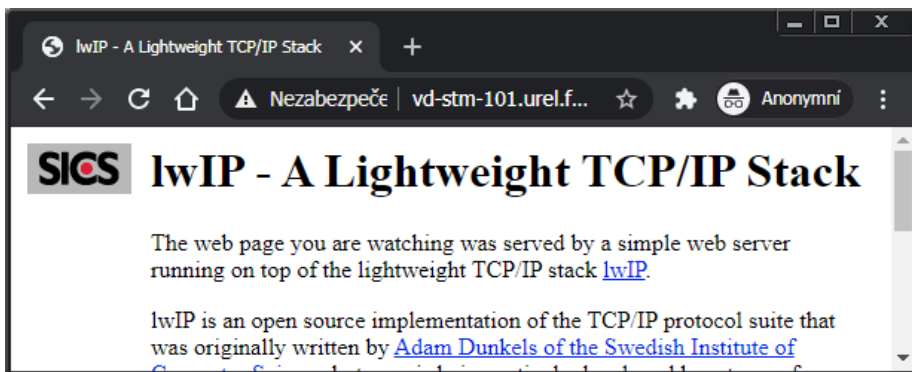 lwIP - A Lightweight TCP/IP Stack
Nezabezpeče | vd-stm-101.urel.f... Anonymní
SICS lwIP - A Lightweight TCP/IP Stack
The web page you are watching was served by a simple web server
running on top of the lightweight TCP/IP stack lwIP.
lwIP is an open source implementation of the TCP/IP protocol suite that
was originally written by Adam Dunkels of the Swedish Institute of